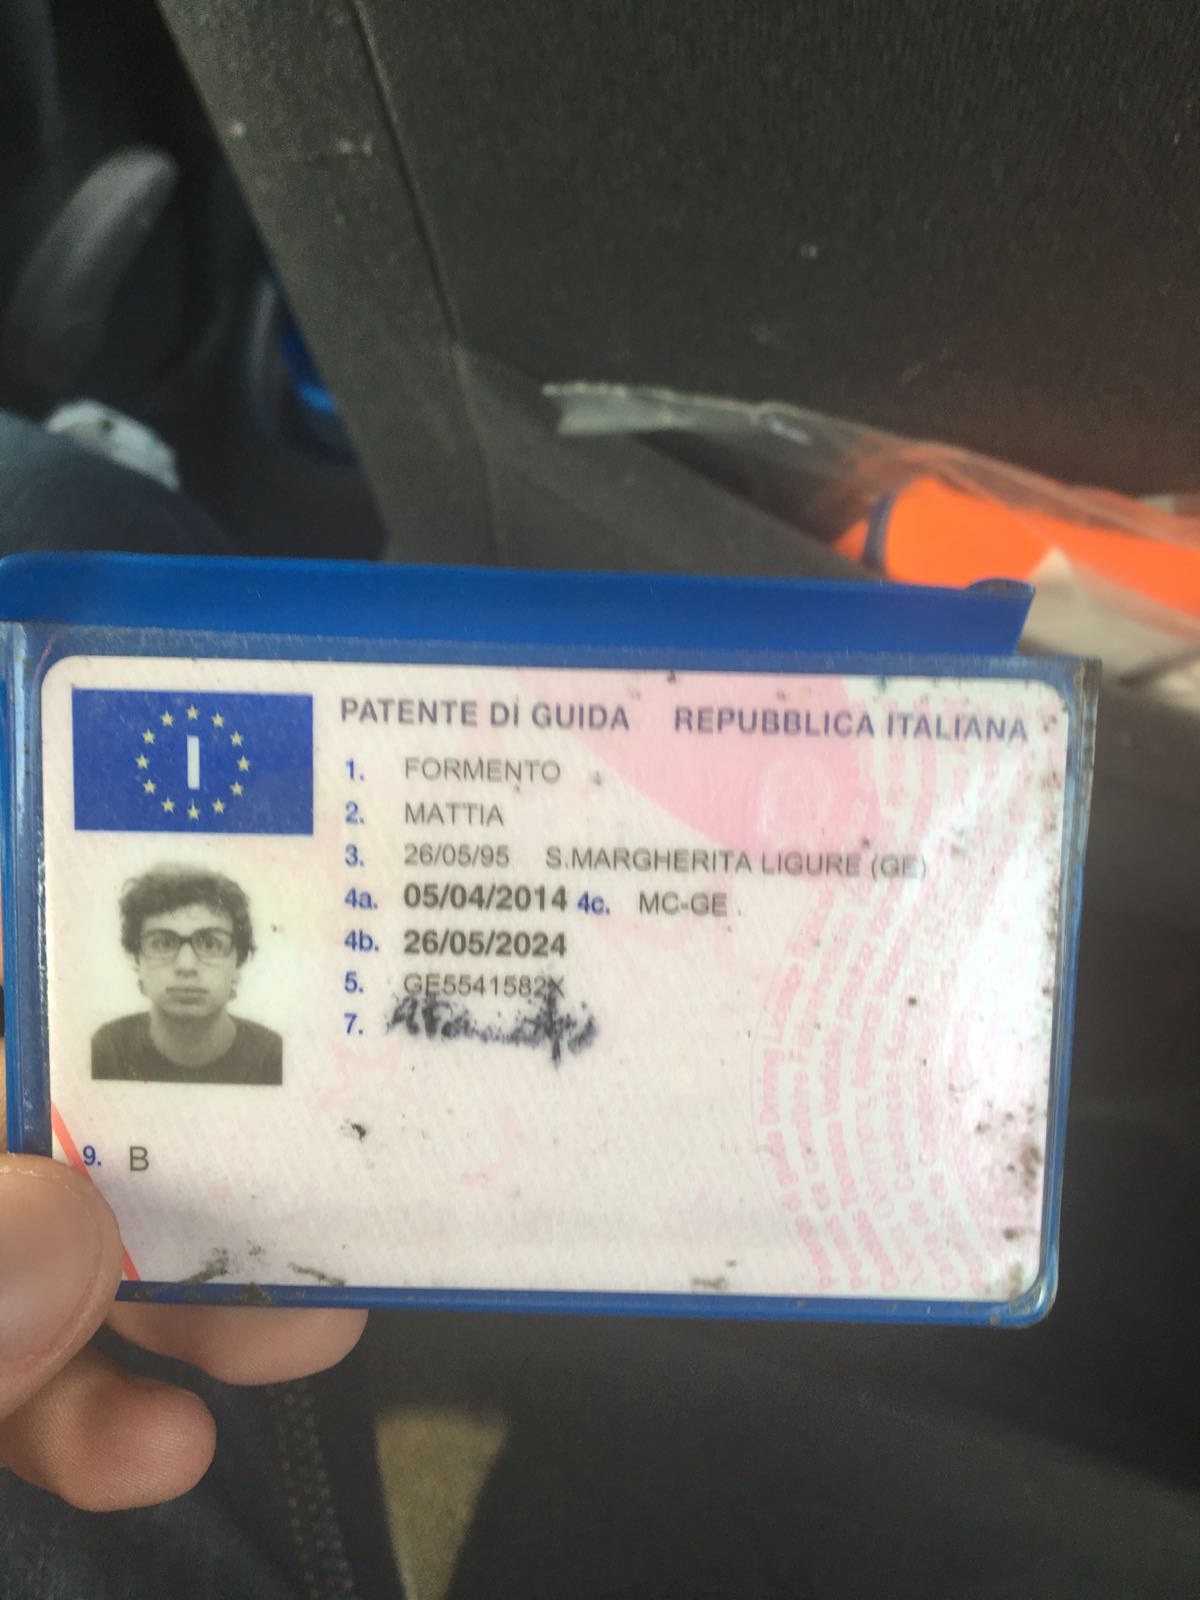 I
PATENTE DI GUIDA REPUBBLICA ITALIANA
1. FORMENTO
2. MATTIA
3. 26/05/95 S.MARGHERITA LIGURE (GE)
4a. 05/04/2014 4c. MC-GE
4b. 26/05/2024
5. GE5541582X
7.
9. B